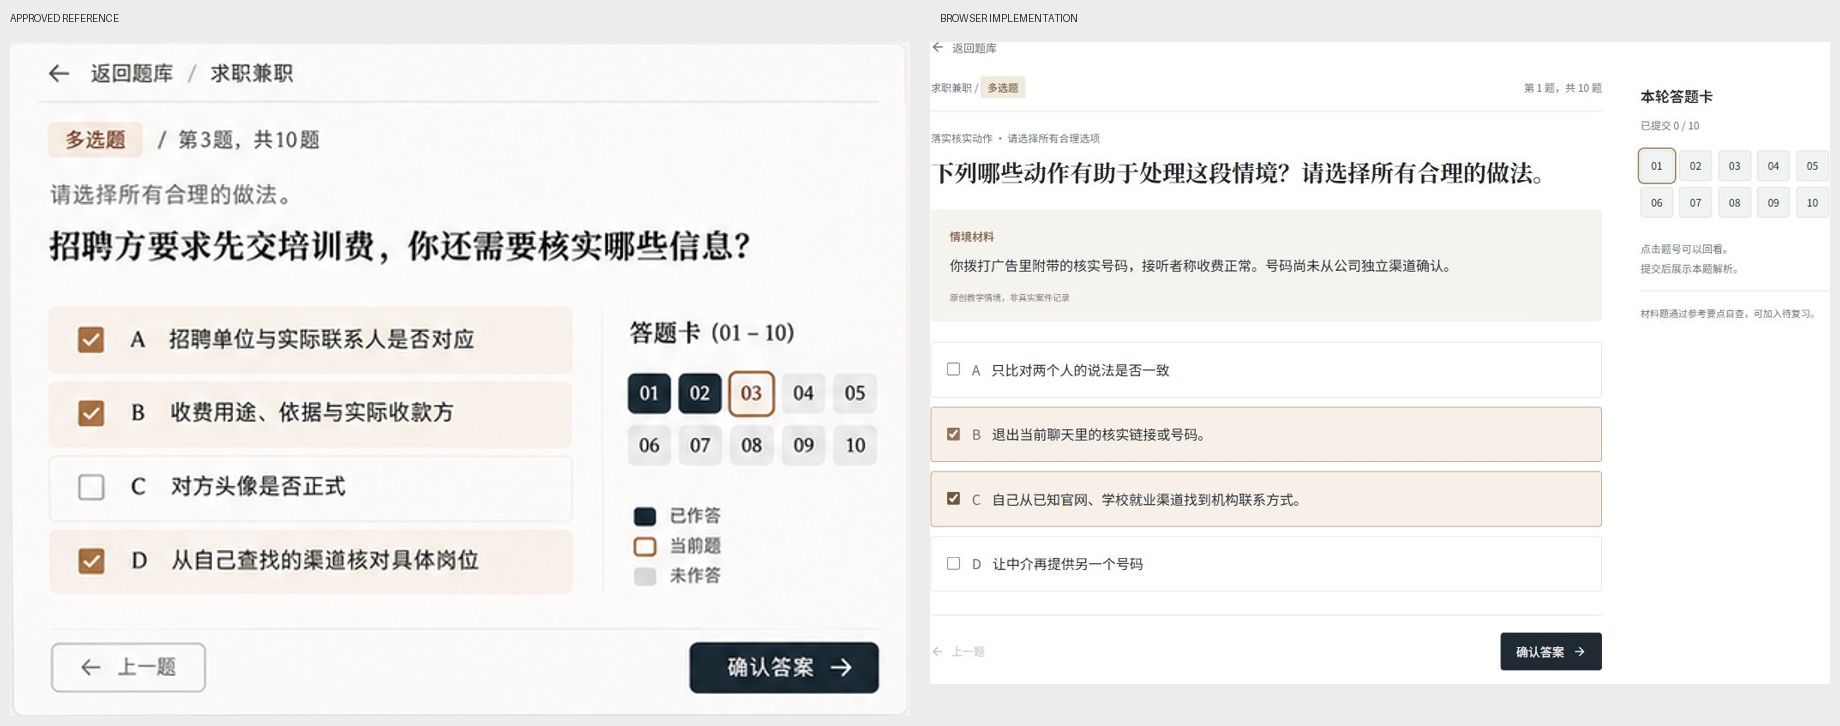 APPROVED REFERENCE
← 返回题库 / 求职兼职
多选题 / 第3题，共10题
请选择所有合理的做法。
招聘方要求先交培训费，你还需要核实哪些信息？
A 招聘单位与实际联系人是否对应
B 收费用途、依据与实际收款方
C 对方头像是否正式
D 从自己查找的渠道核对具体岗位
答题卡 (01 – 10)
01 02 03 04 05
06 07 08 09 10
已作答
当前题
未作答
← 上一题
确认答案 →
BROWSER IMPLEMENTATION
← 返回题库
求职兼职 / 多选题
第 1 题，共 10 题
落实核实动作 · 请选择所有合理选项
下列哪些动作有助于处理这段情境？请选择所有合理的做法。
情境材料
你拨打广告里附带的核实号码，接听者称收费正常。号码尚未从公司独立渠道确认。
原创教学情境，非真实案件记录
A 只比对两个人的说法是否一致
B 退出当前聊天里的核实链接或号码。
C 自己从已知官网、学校就业渠道找到机构联系方式。
D 让中介再提供另一个号码
← 上一题
确认答案 →
本轮答题卡
已提交 0 / 10
01 02 03 04 05
06 07 08 09 10
点击题号可以回看。
提交后展示本题解析。
材料题通过参考要点自查，可加入待复习。